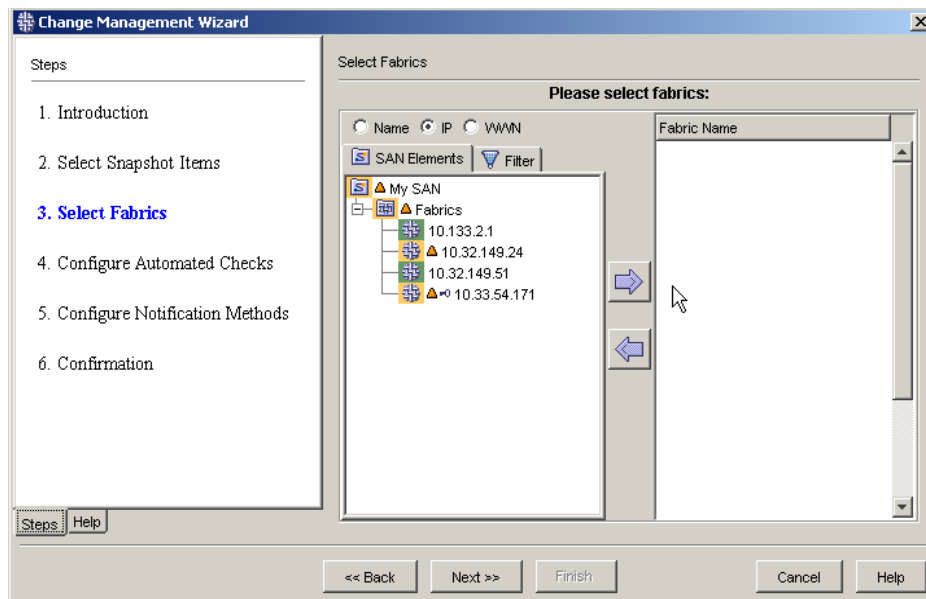 Change Management Wizard
Steps
1. Introduction
2. Select Snapshot Items
3. Select Fabrics
4. Configure Automated Checks
5. Configure Notification Methods
6. Confirmation
Steps
Help
Select Fabrics
Please select fabrics:
Name IP WWN
SAN Elements Filter
My SAN
Fabrics
10.133.2.1
10.32.149.24
10.32.149.51
10.33.54.171
Fabric Name
<< Back Next >> Finish Cancel Help